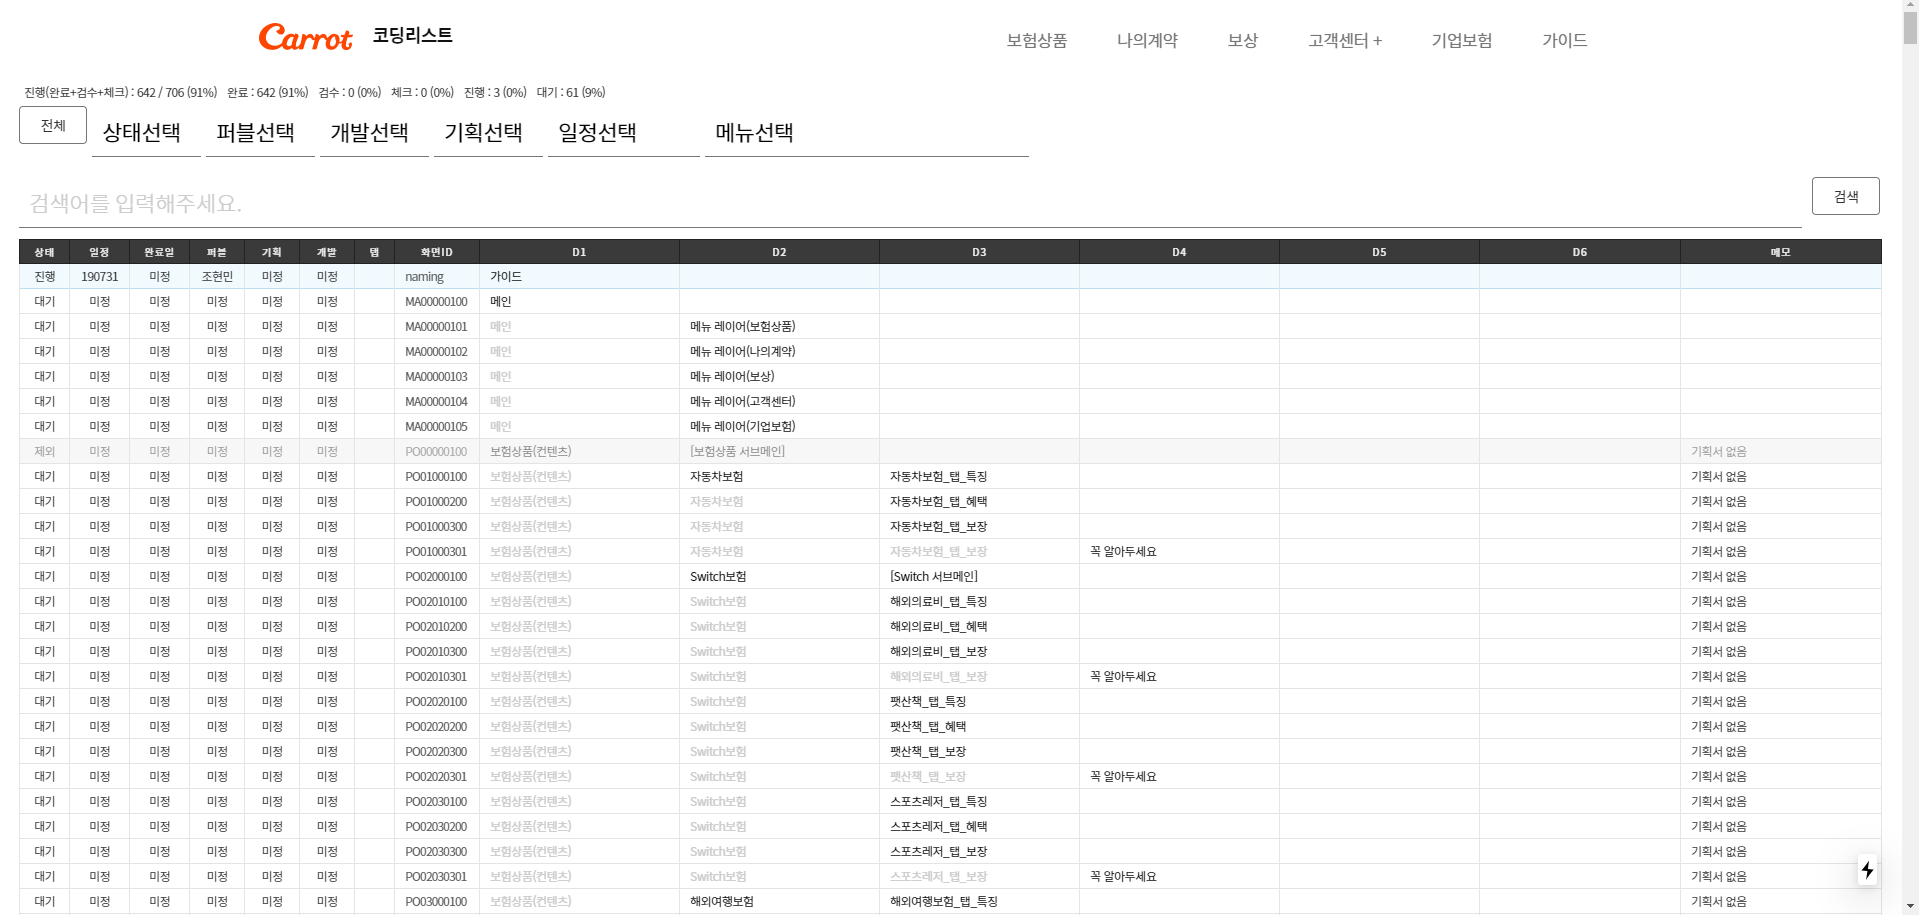 Carrot 코딩리스트
보험상품 나의계약 보상 고객센터 + 기업보험 가이드
진행(완료+검수+체크) : 642 / 706 (91%) 완료 : 642 (91%) 검수 : 0 (0%) 체크 : 0 (0%) 진행 : 3 (0%) 대기 : 61 (9%)
전체 상태선택 퍼블선택 개발선택 기획선택 일정선택 메뉴선택
검색어를 입력해주세요. 검색
상태 일정 완료일 퍼블 기획 개발 뎁 화면ID D1 D2 D3 D4 D5 D6 메모
진행 190731 미정 조현민 미정 미정 naming 가이드
대기 미정 미정 미정 미정 미정 MA00000100 메인
대기 미정 미정 미정 미정 미정 MA00000101 메인 메뉴 레이어(보험상품)
대기 미정 미정 미정 미정 미정 MA00000102 메인 메뉴 레이어(나의계약)
대기 미정 미정 미정 미정 미정 MA00000103 메인 메뉴 레이어(보상)
대기 미정 미정 미정 미정 미정 MA00000104 메인 메뉴 레이어(고객센터)
대기 미정 미정 미정 미정 미정 MA00000105 메인 메뉴 레이어(기업보험)
제외 미정 미정 미정 미정 미정 PO00000100 보험상품(컨텐츠) [보험상품 서브메인] 기획서 없음
대기 미정 미정 미정 미정 미정 PO01000100 보험상품(컨텐츠) 자동차보험 자동차보험_탭_특징 기획서 없음
대기 미정 미정 미정 미정 미정 PO01000200 보험상품(컨텐츠) 자동차보험 자동차보험_탭_혜택 기획서 없음
대기 미정 미정 미정 미정 미정 PO01000300 보험상품(컨텐츠) 자동차보험 자동차보험_탭_보장 기획서 없음
대기 미정 미정 미정 미정 미정 PO01000301 보험상품(컨텐츠) 자동차보험 자동차보험_탭_보장 꼭 알아두세요 기획서 없음
대기 미정 미정 미정 미정 미정 PO02000100 보험상품(컨텐츠) Switch보험 [Switch 서브메인] 기획서 없음
대기 미정 미정 미정 미정 미정 PO02010100 보험상품(컨텐츠) Switch보험 해외의료비_탭_특징 기획서 없음
대기 미정 미정 미정 미정 미정 PO02010200 보험상품(컨텐츠) Switch보험 해외의료비_탭_혜택 기획서 없음
대기 미정 미정 미정 미정 미정 PO02010300 보험상품(컨텐츠) Switch보험 해외의료비_탭_보장 기획서 없음
대기 미정 미정 미정 미정 미정 PO02010301 보험상품(컨텐츠) Switch보험 해외의료비_탭_보장 꼭 알아두세요 기획서 없음
대기 미정 미정 미정 미정 미정 PO02020100 보험상품(컨텐츠) Switch보험 팻산책_탭_특징 기획서 없음
대기 미정 미정 미정 미정 미정 PO02020200 보험상품(컨텐츠) Switch보험 팻산책_탭_혜택 기획서 없음
대기 미정 미정 미정 미정 미정 PO02020300 보험상품(컨텐츠) Switch보험 팻산책_탭_보장 기획서 없음
대기 미정 미정 미정 미정 미정 PO02020301 보험상품(컨텐츠) Switch보험 팻산책_탭_보장 꼭 알아두세요 기획서 없음
대기 미정 미정 미정 미정 미정 PO02030100 보험상품(컨텐츠) Switch보험 스포츠레저_탭_특징 기획서 없음
대기 미정 미정 미정 미정 미정 PO02030200 보험상품(컨텐츠) Switch보험 스포츠레저_탭_혜택 기획서 없음
대기 미정 미정 미정 미정 미정 PO02030300 보험상품(컨텐츠) Switch보험 스포츠레저_탭_보장 기획서 없음
대기 미정 미정 미정 미정 미정 PO02030301 보험상품(컨텐츠) Switch보험 스포츠레저_탭_보장 꼭 알아두세요 기획서 없음
대기 미정 미정 미정 미정 미정 PO03000100 보험상품(컨텐츠) 해외여행보험 해외여행보험_탭_특징 기획서 없음